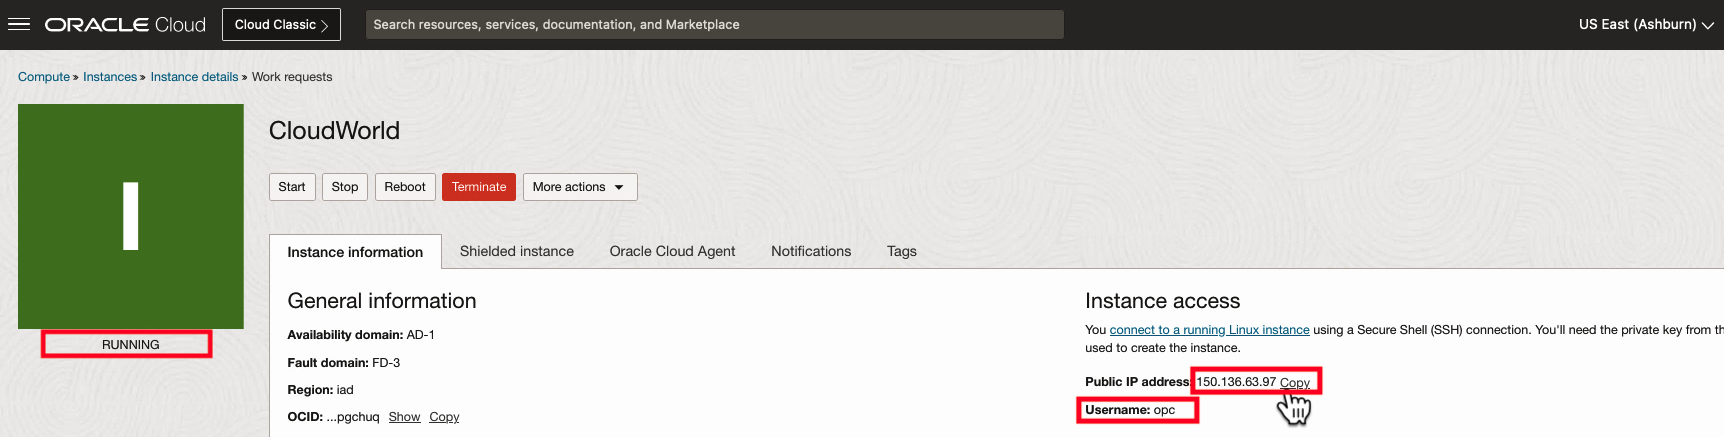 ORACLE Cloud
Cloud Classic >
Search resources, services, documentation, and Marketplace
US East (Ashburn)
Compute » Instances » Instance details » Work requests
I
RUNNING
CloudWorld
Start Stop Reboot Terminate More actions
Instance information Shielded instance Oracle Cloud Agent Notifications Tags
General information
Availability domain: AD-1
Fault domain: FD-3
Region: iad
OCID: ...pgchuq Show Copy
Instance access
You connect to a running Linux instance using a Secure Shell (SSH) connection. You'll need the private key from
used to create the instance.
Public IP address: 150.136.63.97 Copy
Username: opc